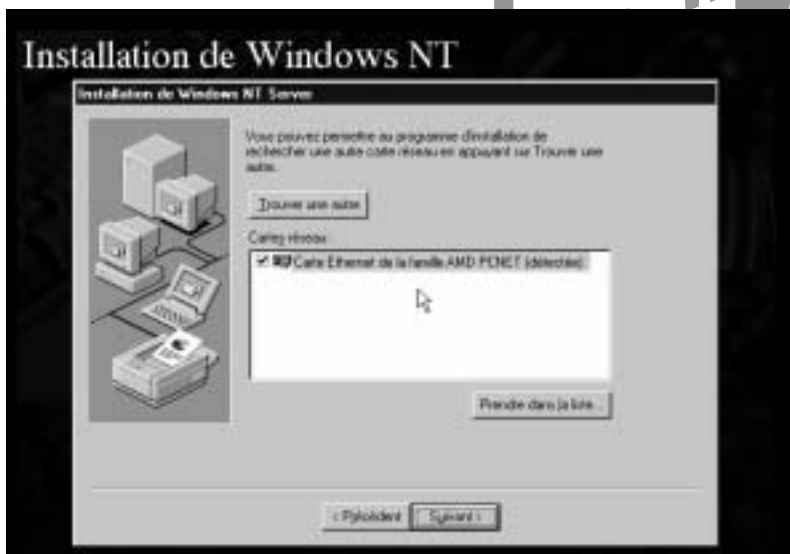 Installation de Windows NT
Installation de Windows NT Server
Vous pouvez permettre au programme d'installation de
rechercher une autre carte réseau en appuyant sur Trouver une
autre.
Trouver une autre
Cartes réseau:
Carte Ethernet de la famille AMD PCNET (détectée)
Prendre dans la liste...
< Précédent
Suivant >